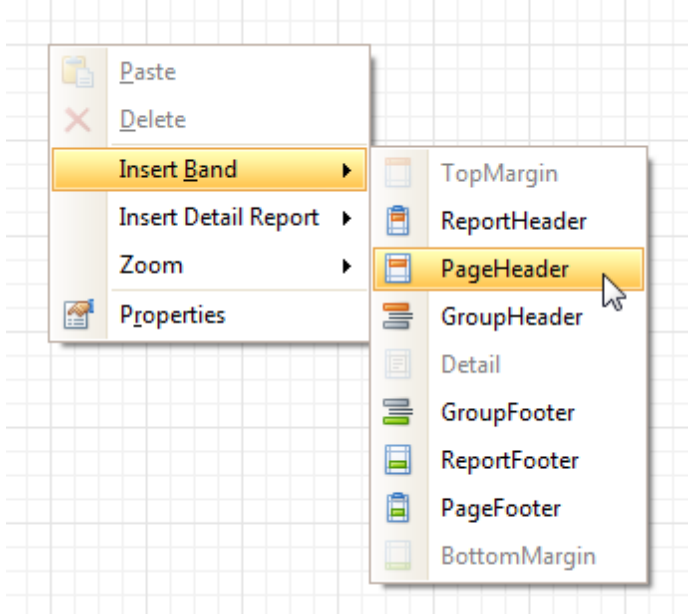 Paste
Delete
Insert Band
Insert Detail Report
Zoom
Properties
TopMargin
ReportHeader
PageHeader
GroupHeader
Detail
GroupFooter
ReportFooter
PageFooter
BottomMargin